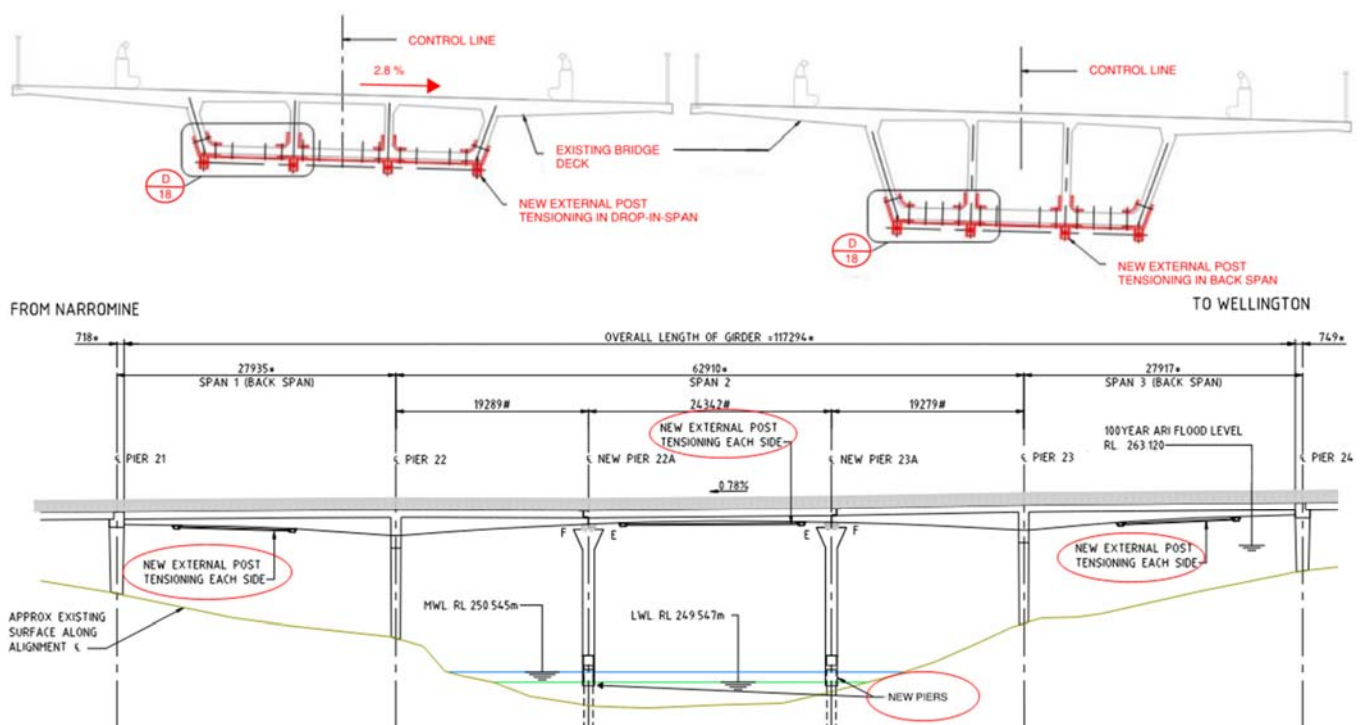 CONTROL LINE
2.8 %
D
18
EXISTING BRIDGE
DECK
NEW EXTERNAL POST
TENSIONING IN DROP-IN-SPAN
CONTROL LINE
D
18
NEW EXTERNAL POST
TENSIONING IN BACK SPAN
FROM NARROMINE
TO WELLINGTON
718*
OVERALL LENGTH OF GIRDER =117294*
749*
27935*
SPAN 1 (BACK SPAN)
62910*
SPAN 2
27917*
SPAN 3 (BACK SPAN)
19289#
24342#
19279#
NEW EXTERNAL POST
TENSIONING EACH SIDE
100YEAR ARI FLOOD LEVEL
RL 263.120
℄ PIER 21
℄ PIER 22
℄ NEW PIER 22A
℄ NEW PIER 23A
℄ PIER 23
℄ PIER 24
0.78%
F
E
E
F
NEW EXTERNAL POST
TENSIONING EACH SIDE
NEW EXTERNAL POST
TENSIONING EACH SIDE
APPROX EXISTING
SURFACE ALONG
ALIGNMENT ℄
MWL RL 250.545m
LWL RL 249.547m
NEW PIERS